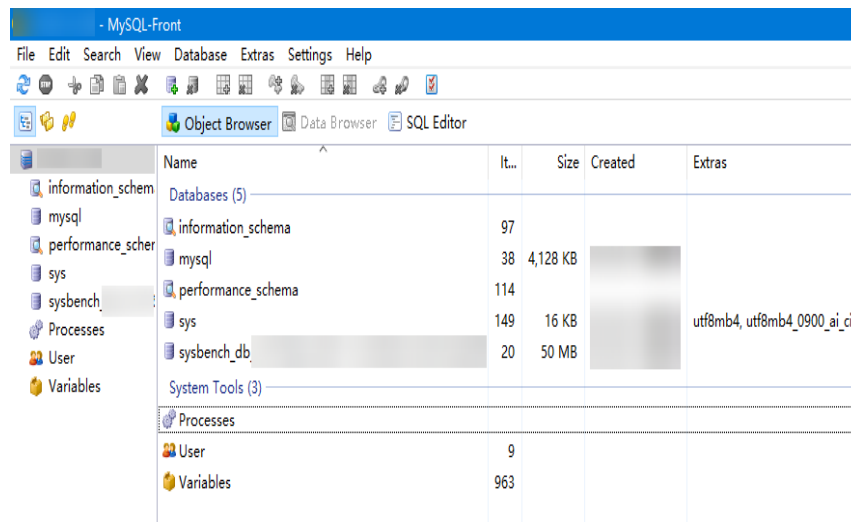 - MySQL-Front
File Edit Search View Database Extras Settings Help
Object Browser Data Browser SQL Editor
Name It... Size Created Extras
Databases (5)
information_schema 97
mysql 38 4,128 KB
performance_schema 114
sys 149 16 KB utf8mb4, utf8mb4_0900_ai_ci
sysbench_db_ 20 50 MB
System Tools (3)
Processes
User 9
Variables 963
information_schem
mysql
performance_scher
sys
sysbench_
Processes
User
Variables